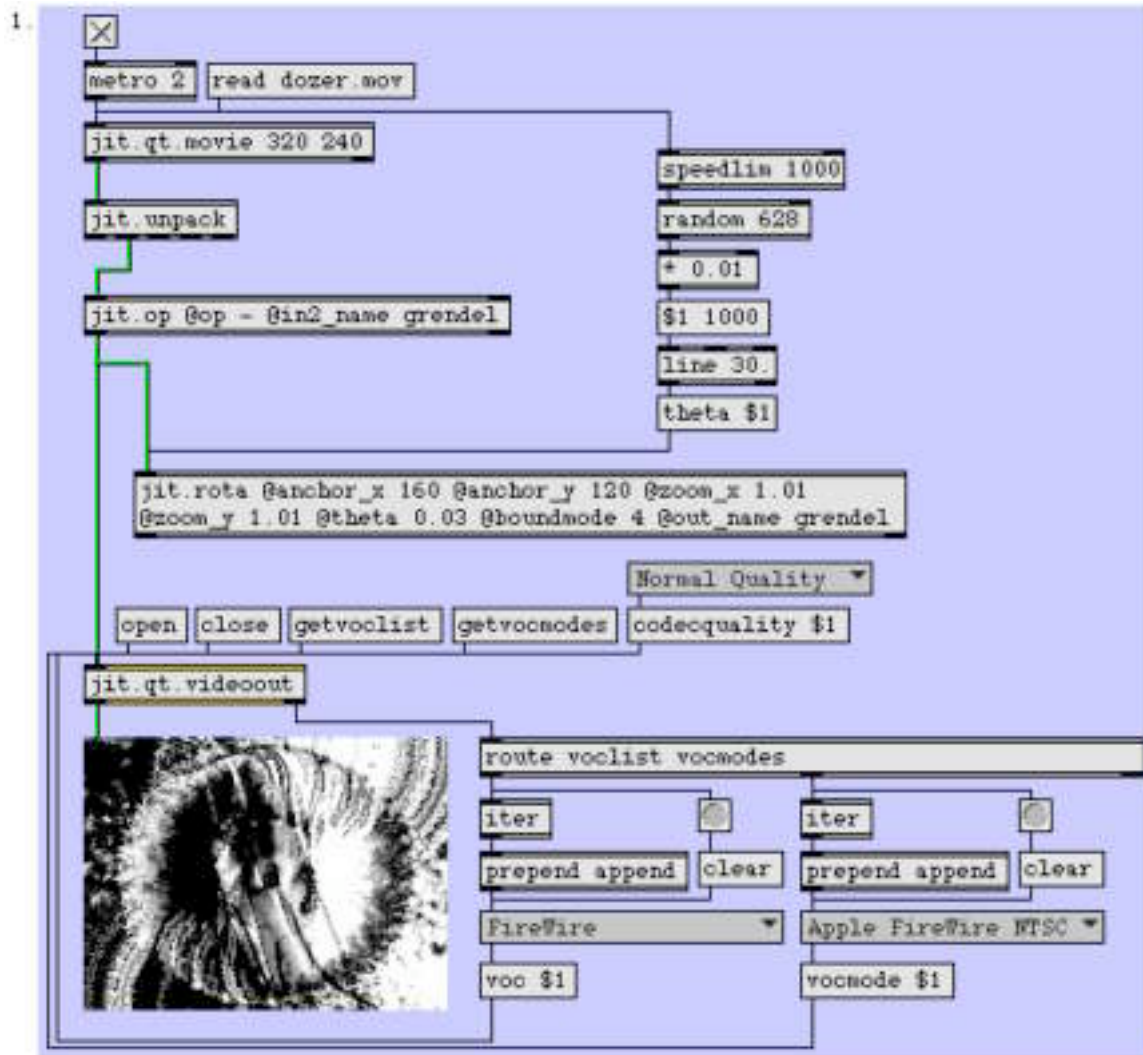 1.
metro 2
read dozer.mov
jit.qt.movie 320 240
speedlim 1000
jit.unpack
random 628
* 0.01
jit.op @op - @in2_name grendel
$1 1000
line 30.
theta $1
jit.rota @anchor_x 160 @anchor_y 120 @zoom_x 1.01
@zoom_y 1.01 @theta 0.03 @boundmode 4 @out_name grendel
Normal Quality
open
close
getvoclist
getvocmodes
codecquality $1
jit.qt.videoout
route voclist vocmodes
iter
iter
prepend append
clear
prepend append
clear
FireWire
Apple FireWire NTSC
voc $1
vocmode $1